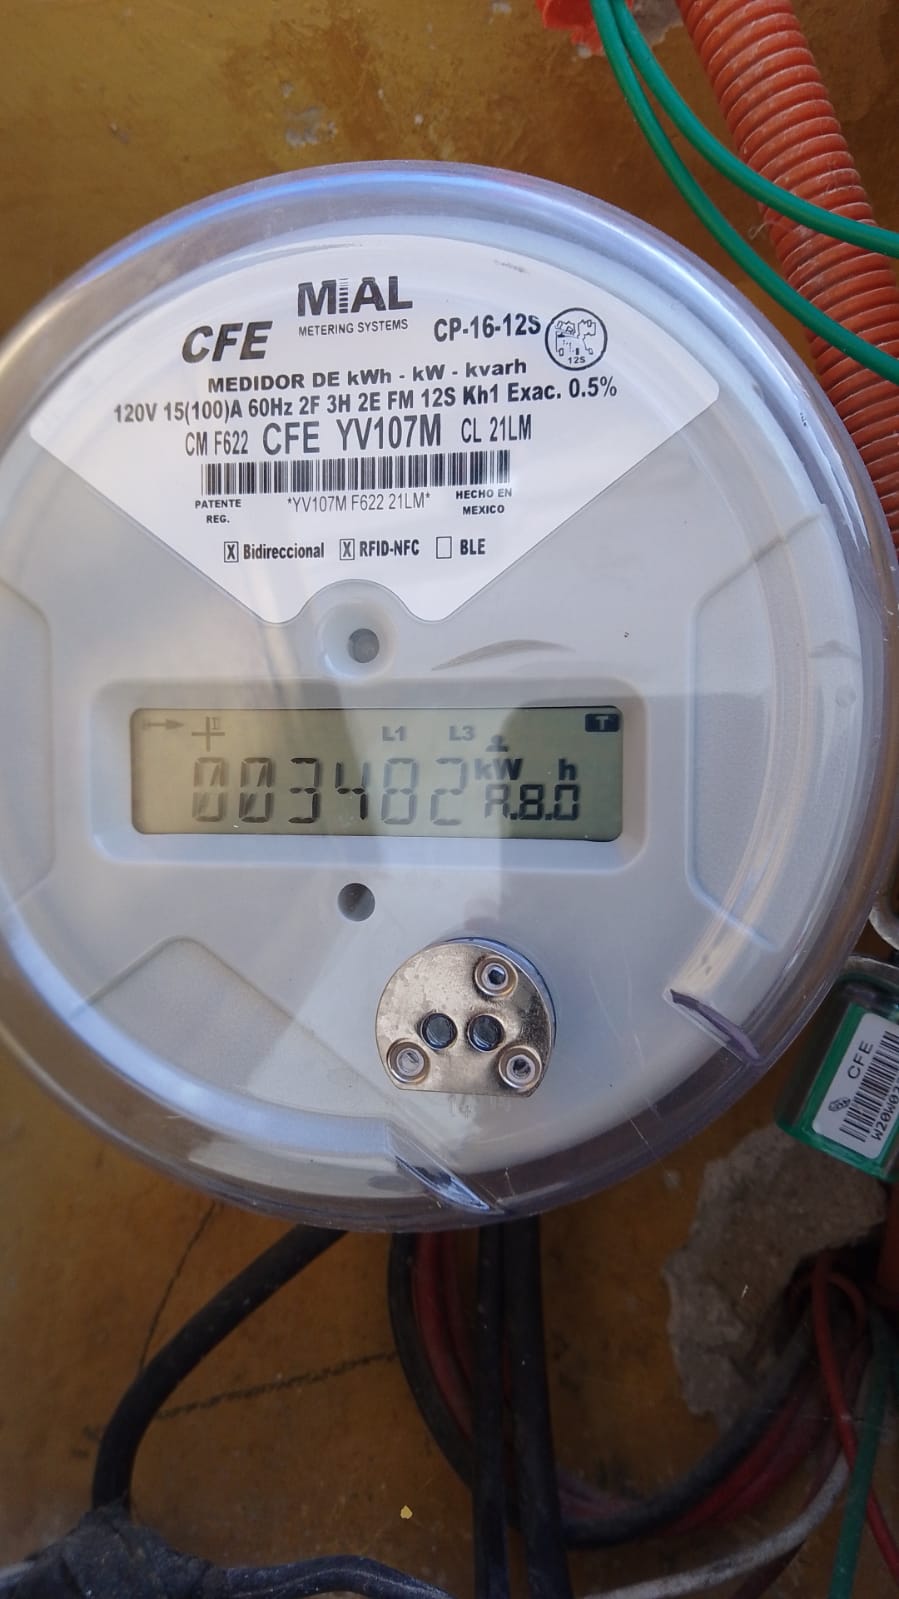 MIAL
METERING SYSTEMS
CFE
CP-16-12S
12S
MEDIDOR DE kWh - kW - kvarh
120V 15(100)A 60Hz 2F 3H 2E FM 12S Kh1 Exac. 0.5%
CM F622 CFE YV107M CL 21LM
PATENTE REG.
*YV107M F622 21LM*
HECHO EN MEXICO
X Bidireccional X RFID-NFC BLE
L1 L3 T
003482 kW h
A.8.0
CFE